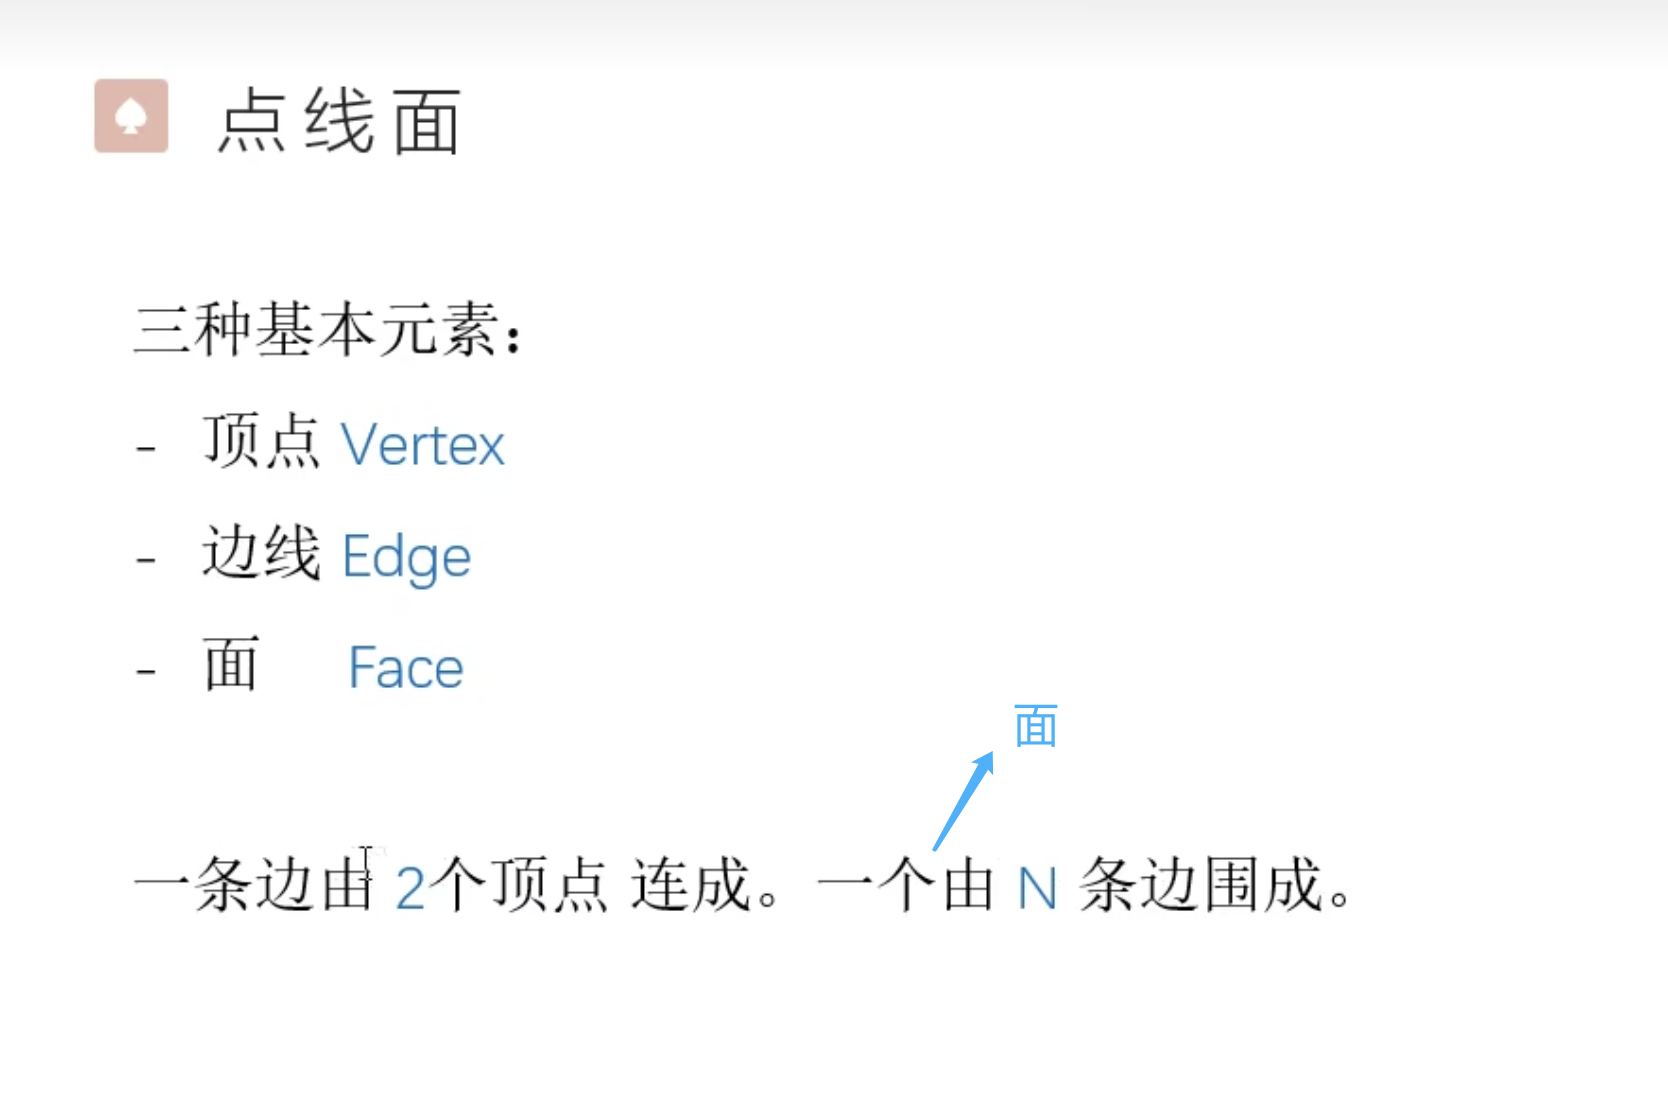 点线面
三种基本元素：
- 顶点 Vertex
- 边线 Edge
- 面 Face
面
一条边由 2个顶点 连成。一个由 N 条边围成。